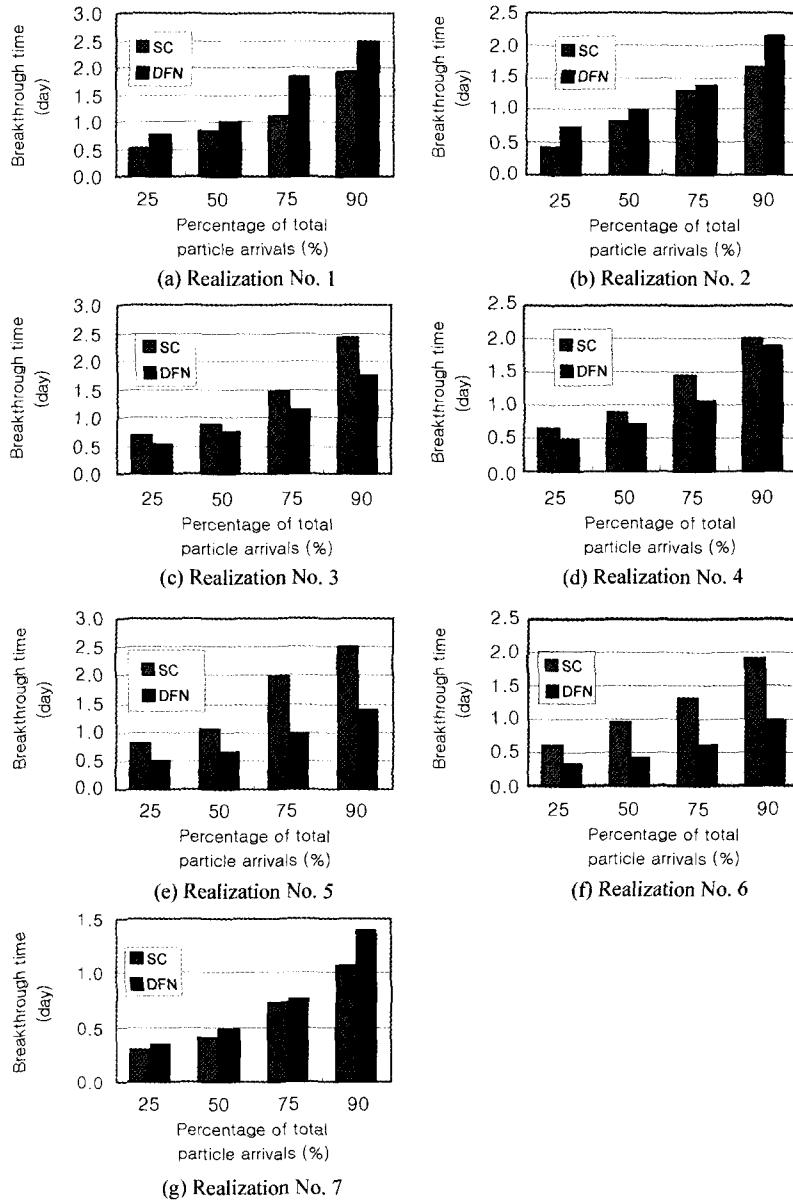 3.0
2.5
2.0
1.5
1.0
0.5
0.0
Breakthrough time
(day)
SC
DFN
25 50 75 90
Percentage of total
particle arrivals (%)
(a) Realization No. 1
2.5
2.0
1.5
1.0
0.5
0.0
Breakthrough time
(day)
SC
DFN
25 50 75 90
Percentage of total
particle arrivals (%)
(b) Realization No. 2
3.0
2.5
2.0
1.5
1.0
0.5
0.0
Breakthrough time
(day)
SC
DFN
25 50 75 90
Percentage of total
particle arrivals (%)
(c) Realization No. 3
2.5
2.0
1.5
1.0
0.5
0.0
Breakthrough time
(day)
SC
DFN
25 50 75 90
Percentage of total
particle arrivals (%)
(d) Realization No. 4
3.0
2.5
2.0
1.5
1.0
0.5
0.0
Breakthrough time
(day)
SC
DFN
25 50 75 90
Percentage of total
particle arrivals (%)
(e) Realization No. 5
2.5
2.0
1.5
1.0
0.5
0.0
Breakthrough time
(day)
SC
DFN
25 50 75 90
Percentage of total
particle arrivals (%)
(f) Realization No. 6
1.5
1.0
0.5
0.0
Breakthrough time
(day)
SC
DFN
25 50 75 90
Percentage of total
particle arrivals (%)
(g) Realization No. 7